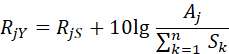 R_{jY} = R_{jS} + 10lg \frac{A_j}{\sum_{k=1}^{n} S_k}